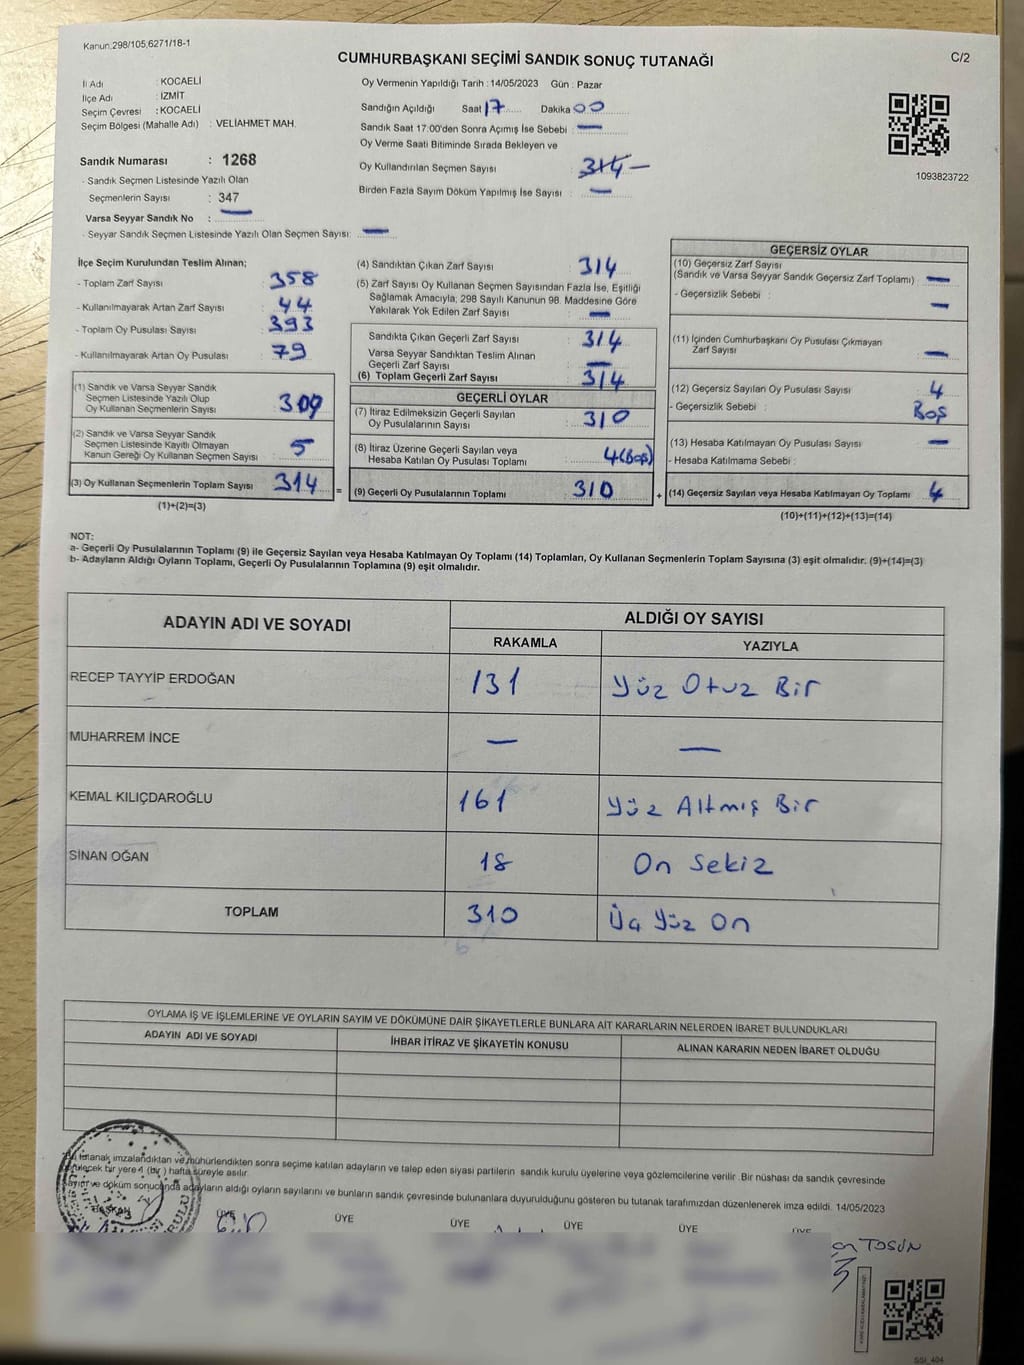 Kanun.298/105,6271/18-1
CUMHURBAŞKANI SEÇİMİ SANDIK SONUÇ TUTANAĞI
C/2
İl Adı : KOCAELİ
İlçe Adı : İZMİT
Seçim Çevresi : KOCAELİ
Seçim Bölgesi (Mahalle Adı) : VELİAHMET MAH.
Sandık Numarası : 1268
- Sandık Seçmen Listesinde Yazılı Olan
Seçmenlerin Sayısı : 347
Varsa Seyyar Sandık No : —
- Seyyar Sandık Seçmen Listesinde Yazılı Olan Seçmen Sayısı: —
Oy Vermenin Yapıldığı Tarih : 14/05/2023 Gün : Pazar
Sandığın Açıldığı Saat 17 Dakika 00
Sandık Saat 17:00'den Sonra Açımış İse Sebebi : —
Oy Verme Saati Bitiminde Sırada Bekleyen ve
Oy Kullandırılan Seçmen Sayısı : 314 —
Birden Fazla Sayım Döküm Yapılmış İse Sayısı : —
1093823722
İlçe Seçim Kurulundan Teslim Alınan;
- Toplam Zarf Sayısı : 358
- Kullanılmayarak Artan Zarf Sayısı : 44
- Toplam Oy Pusulası Sayısı : 393
- Kullanılmayarak Artan Oy Pusulası : 79
(1) Sandık ve Varsa Seyyar Sandık
Seçmen Listesinde Yazılı Olup
Oy Kullanan Seçmenlerin Sayısı : 309
(2) Sandık ve Varsa Seyyar Sandık
Seçmen Listesinde Kayıtlı Olmayan
Kanun Gereği Oy Kullanan Seçmen Sayısı : 5
(3) Oy Kullanan Seçmenlerin Toplam Sayısı : 314
(1)+(2)=(3)
(4) Sandıktan Çıkan Zarf Sayısı : 314
(5) Zarf Sayısı Oy Kullanan Seçmen Sayısından Fazla İse, Eşitliği
Sağlamak Amacıyla; 298 Sayılı Kanunun 98. Maddesine Göre
Yakılarak Yok Edilen Zarf Sayısı : —
Sandıkta Çıkan Geçerli Zarf Sayısı : 314
Varsa Seyyar Sandıktan Teslim Alınan
Geçerli Zarf Sayısı : —
(6) Toplam Geçerli Zarf Sayısı : 314
GEÇERLİ OYLAR
(7) İtiraz Edilmeksizin Geçerli Sayılan
Oy Pusulalarının Sayısı : 310
(8) İtiraz Üzerine Geçerli Sayılan veya
Hesaba Katılan Oy Pusulası Toplamı : 4(Boş)
= (9) Geçerli Oy Pusulalarının Toplamı : 310
GEÇERSİZ OYLAR
(10) Geçersiz Zarf Sayısı
(Sandık ve Varsa Seyyar Sandık Geçersiz Zarf Toplamı) : —
- Geçersizlik Sebebi : —
(11) İçinden Cumhurbaşkanı Oy Pusulası Çıkmayan
Zarf Sayısı : —
(12) Geçersiz Sayılan Oy Pusulası Sayısı : 4
- Geçersizlik Sebebi : Boş
(13) Hesaba Katılmayan Oy Pusulası Sayısı : —
- Hesaba Katılmama Sebebi :
+ (14) Geçersiz Sayılan veya Hesaba Katılmayan Oy Toplamı : 4
(10)+(11)+(12)+(13)=(14)
NOT:
a- Geçerli Oy Pusulalarının Toplamı (9) ile Geçersiz Sayılan veya Hesaba Katılmayan Oy Toplamı (14) Toplamları, Oy Kullanan Seçmenlerin Toplam Sayısına (3) eşit olmalıdır. (9)+(14)=(3)
b- Adayların Aldığı Oyların Toplamı, Geçerli Oy Pusulalarının Toplamına (9) eşit olmalıdır.
ADAYIN ADI VE SOYADI
ALDIĞI OY SAYISI
RAKAMLA YAZIYLA
RECEP TAYYİP ERDOĞAN 131 Yüz Otuz Bir
MUHARREM İNCE — —
KEMAL KILIÇDAROĞLU 161 Yüz Altmış Bir
SİNAN OĞAN 18 On Sekiz
TOPLAM 310 Üç Yüz On
OYLAMA İŞ VE İŞLEMLERİNE VE OYLARIN SAYIM VE DÖKÜMÜNE DAİR ŞİKAYETLERLE BUNLARA AİT KARARLARIN NELERDEN İBARET BULUNDUKLARI
ADAYIN ADI VE SOYADI İHBAR İTİRAZ VE ŞİKAYETİN KONUSU ALINAN KARARIN NEDEN İBARET OLDUĞU
tutanak imzalandıktan ve mühürlendikten sonra seçime katılan adayların ve talep eden siyasi partilerin sandık kurulu üyelerine veya gözlemcilerine verilir. Bir nüshası da sandık çevresinde
bir yere 1 (bir) hafta süreyle asılır.
ve döküm sonucunda adayların aldığı oyların sayılarını ve bunların sandık çevresinde bulunanlara duyurulduğunu gösteren bu tutanak tarafımızdan düzenlenerek imza edildi. 14/05/2023
BAŞKAN ÜYE ÜYE ÜYE ÜYE ÜYE ÜYE
TOSUN